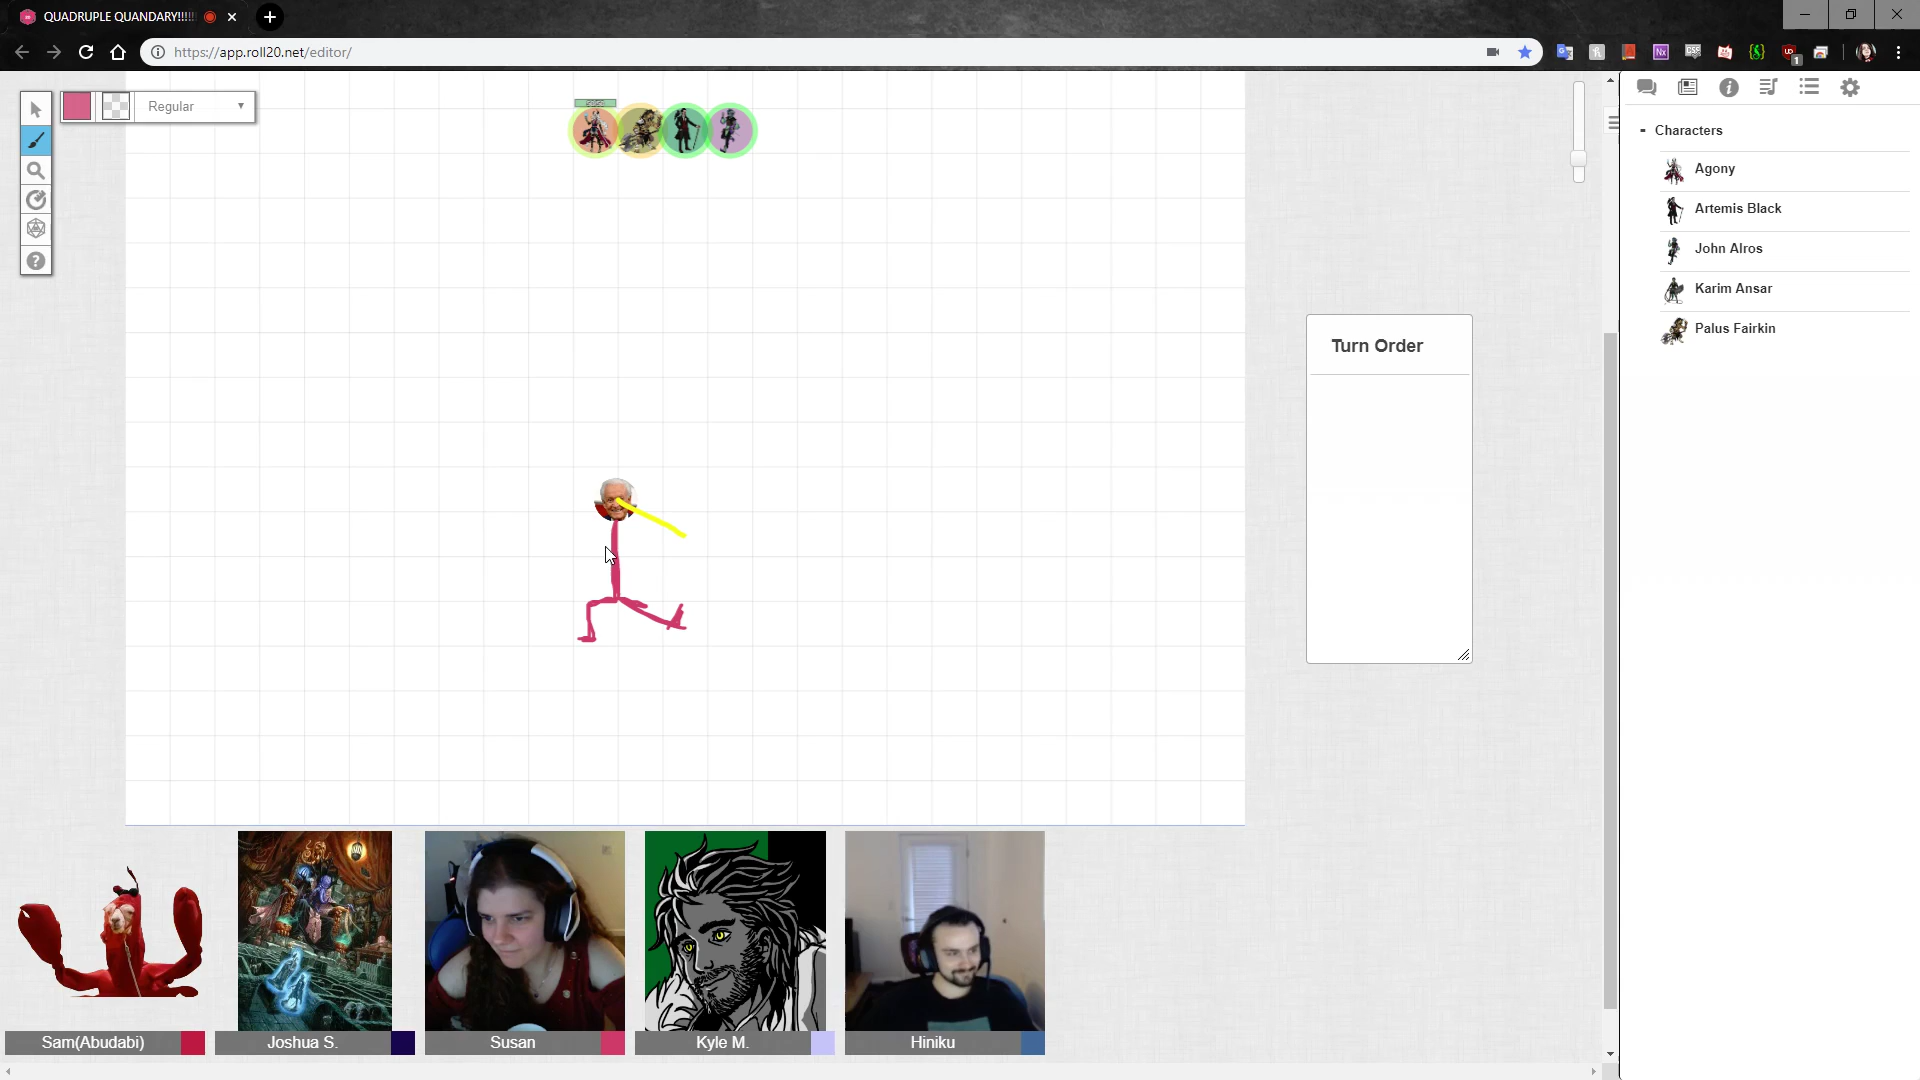 QUADRUPLE QUANDARY!!!!!
https://app.roll20.net/editor/
Regular
Characters
Agony
Artemis Black
John Alros
Karim Ansar
Palus Fairkin
Turn Order
Sam(Abudabi)
Joshua S.
Susan
Kyle M.
Hiniku